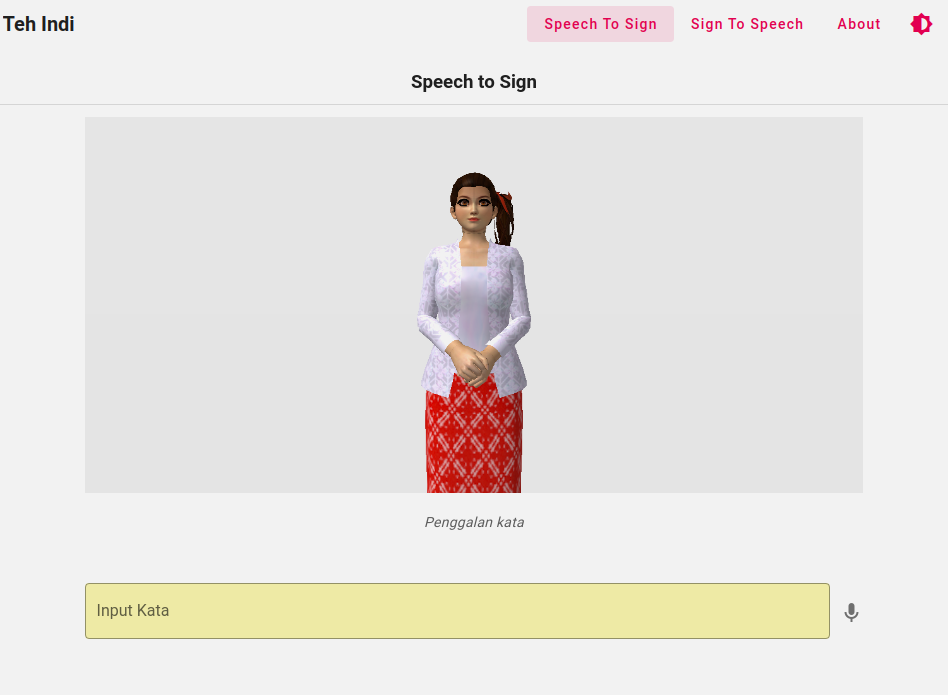 Teh Indi
Speech To Sign
Sign To Speech
About
Speech to Sign
Penggalan kata
Input Kata